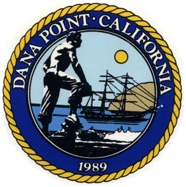 DANA POINT · CALIFORNIA
1989